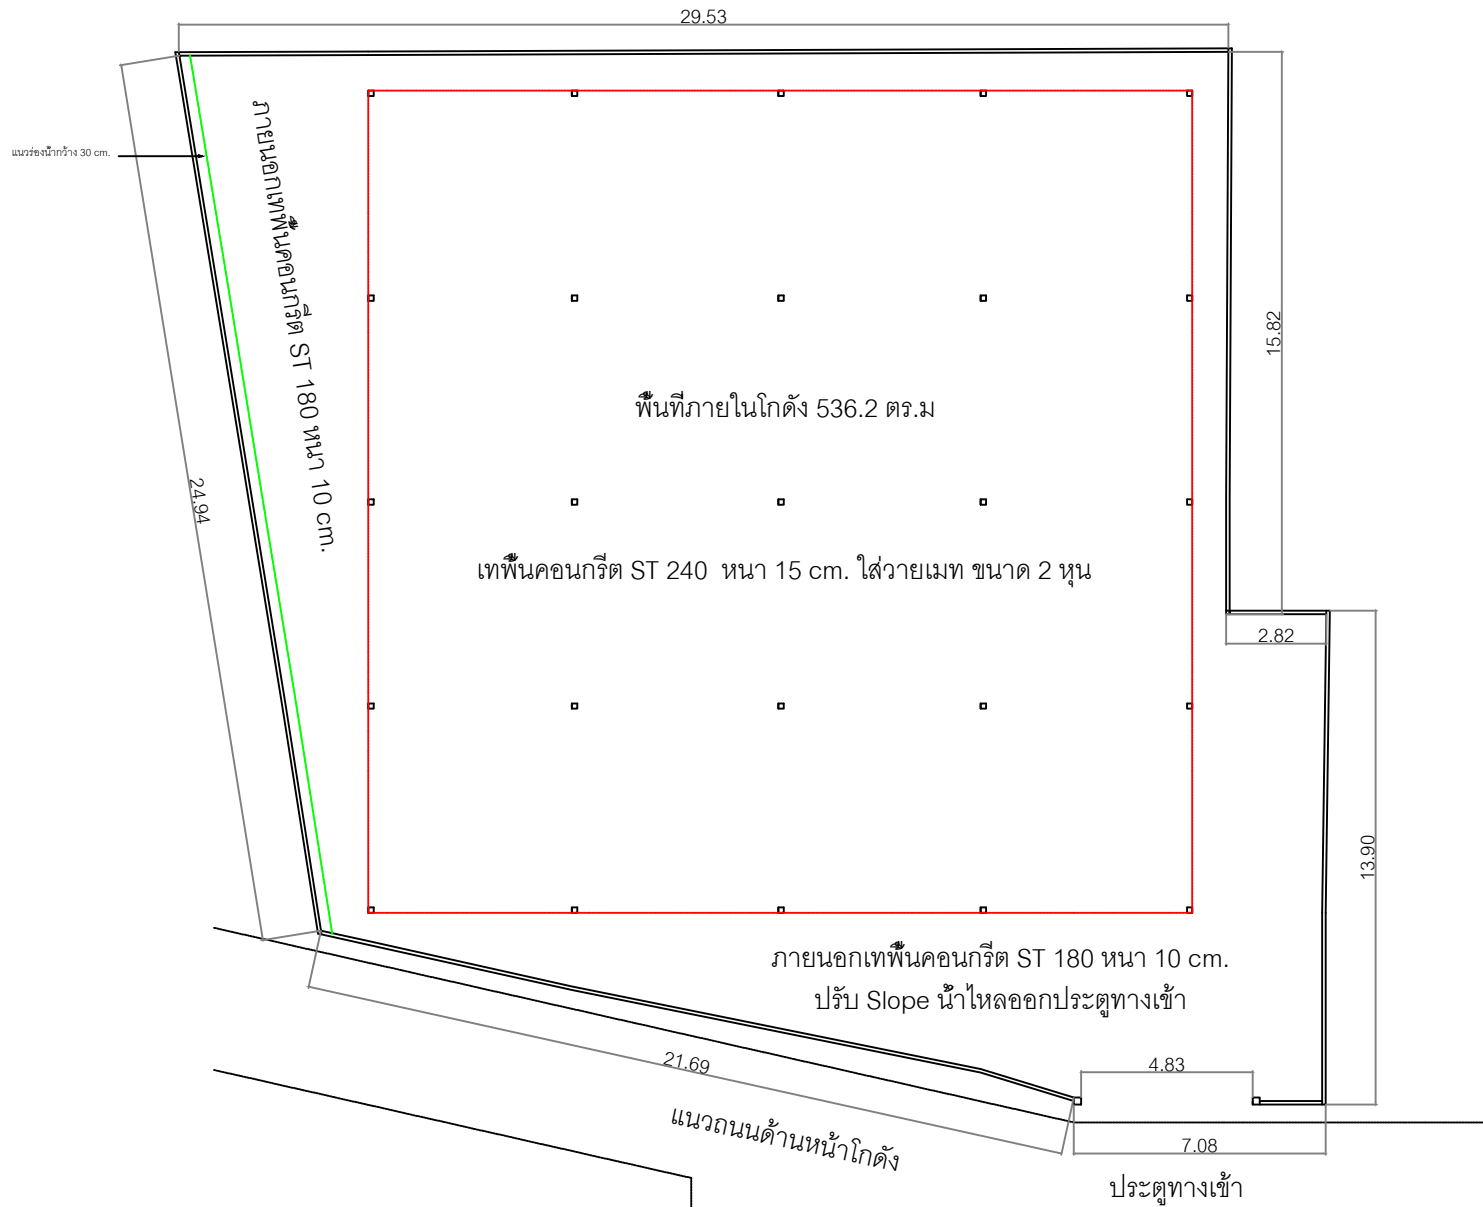 29.53
แนวร่องน้ำกว้าง 30 cm.
ภายนอกเทพื้นคอนกรีต ST 180 หนา 10 cm.
24.94
15.82
พื้นที่ภายในโกดัง 536.2 ตร.ม
เทพื้นคอนกรีต ST 240 หนา 15 cm. ใส่วายเมท ขนาด 2 หุน
2.82
13.90
ภายนอกเทพื้นคอนกรีต ST 180 หนา 10 cm.
ปรับ Slope น้ำไหลออกประตูทางเข้า
21.69
4.83
แนวถนนด้านหน้าโกดัง
7.08
ประตูทางเข้า